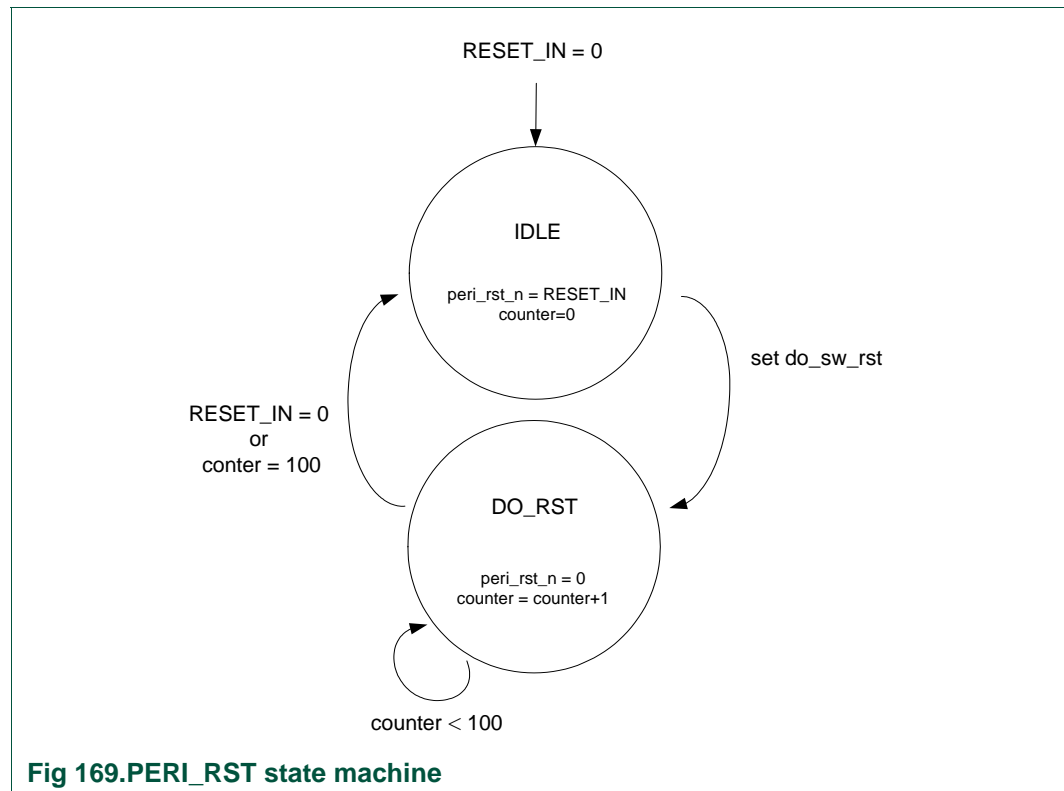 RESET_IN = 0
IDLE
peri_rst_n = RESET_IN
counter=0
set do_sw_rst
RESET_IN = 0
or
conter = 100
DO_RST
peri_rst_n = 0
counter = counter+1
counter < 100
Fig 169.PERI_RST state machine